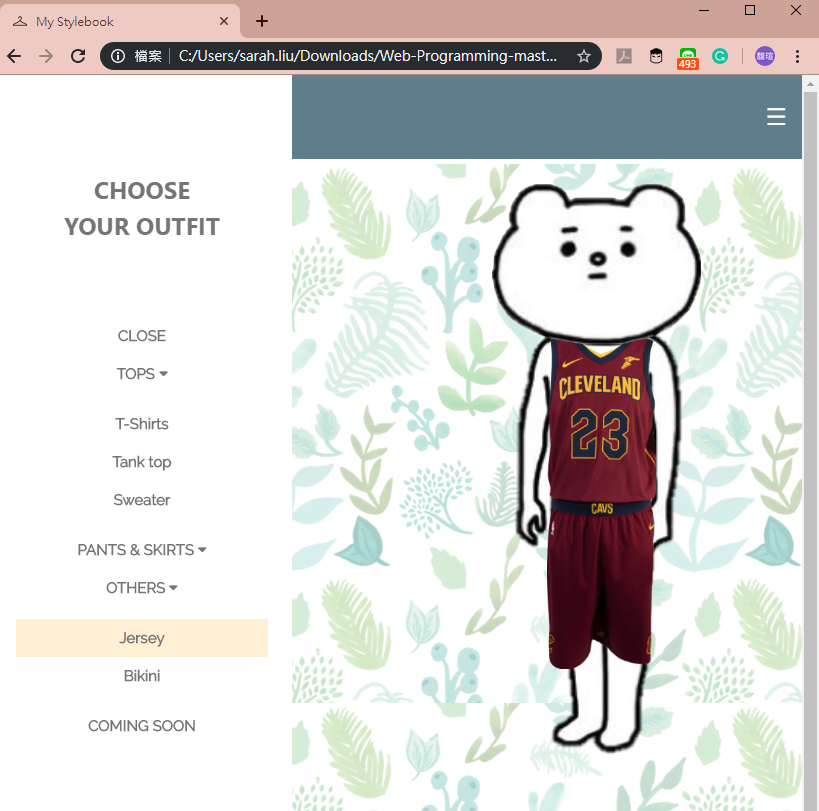 My Stylebook
檔案
C:/Users/sarah.liu/Downloads/Web-Programming-mast...
493
馥瑄
CHOOSE
YOUR OUTFIT
CLOSE
TOPS
T-Shirts
Tank top
Sweater
PANTS & SKIRTS
OTHERS
Jersey
Bikini
COMING SOON
CLEVELAND
23
CAVS